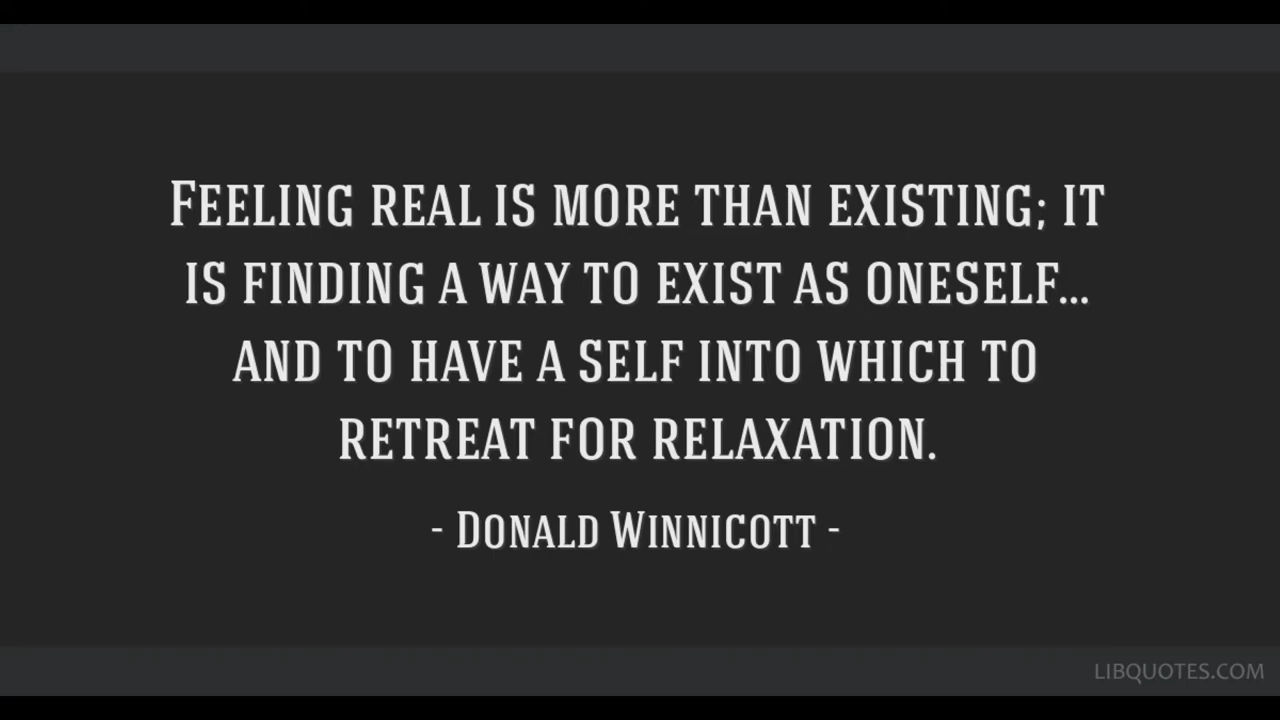 Feeling real is more than existing; it
is finding a way to exist as oneself...
and to have a self into which to
retreat for relaxation.
- Donald Winnicott -
LIBQUOTES.COM